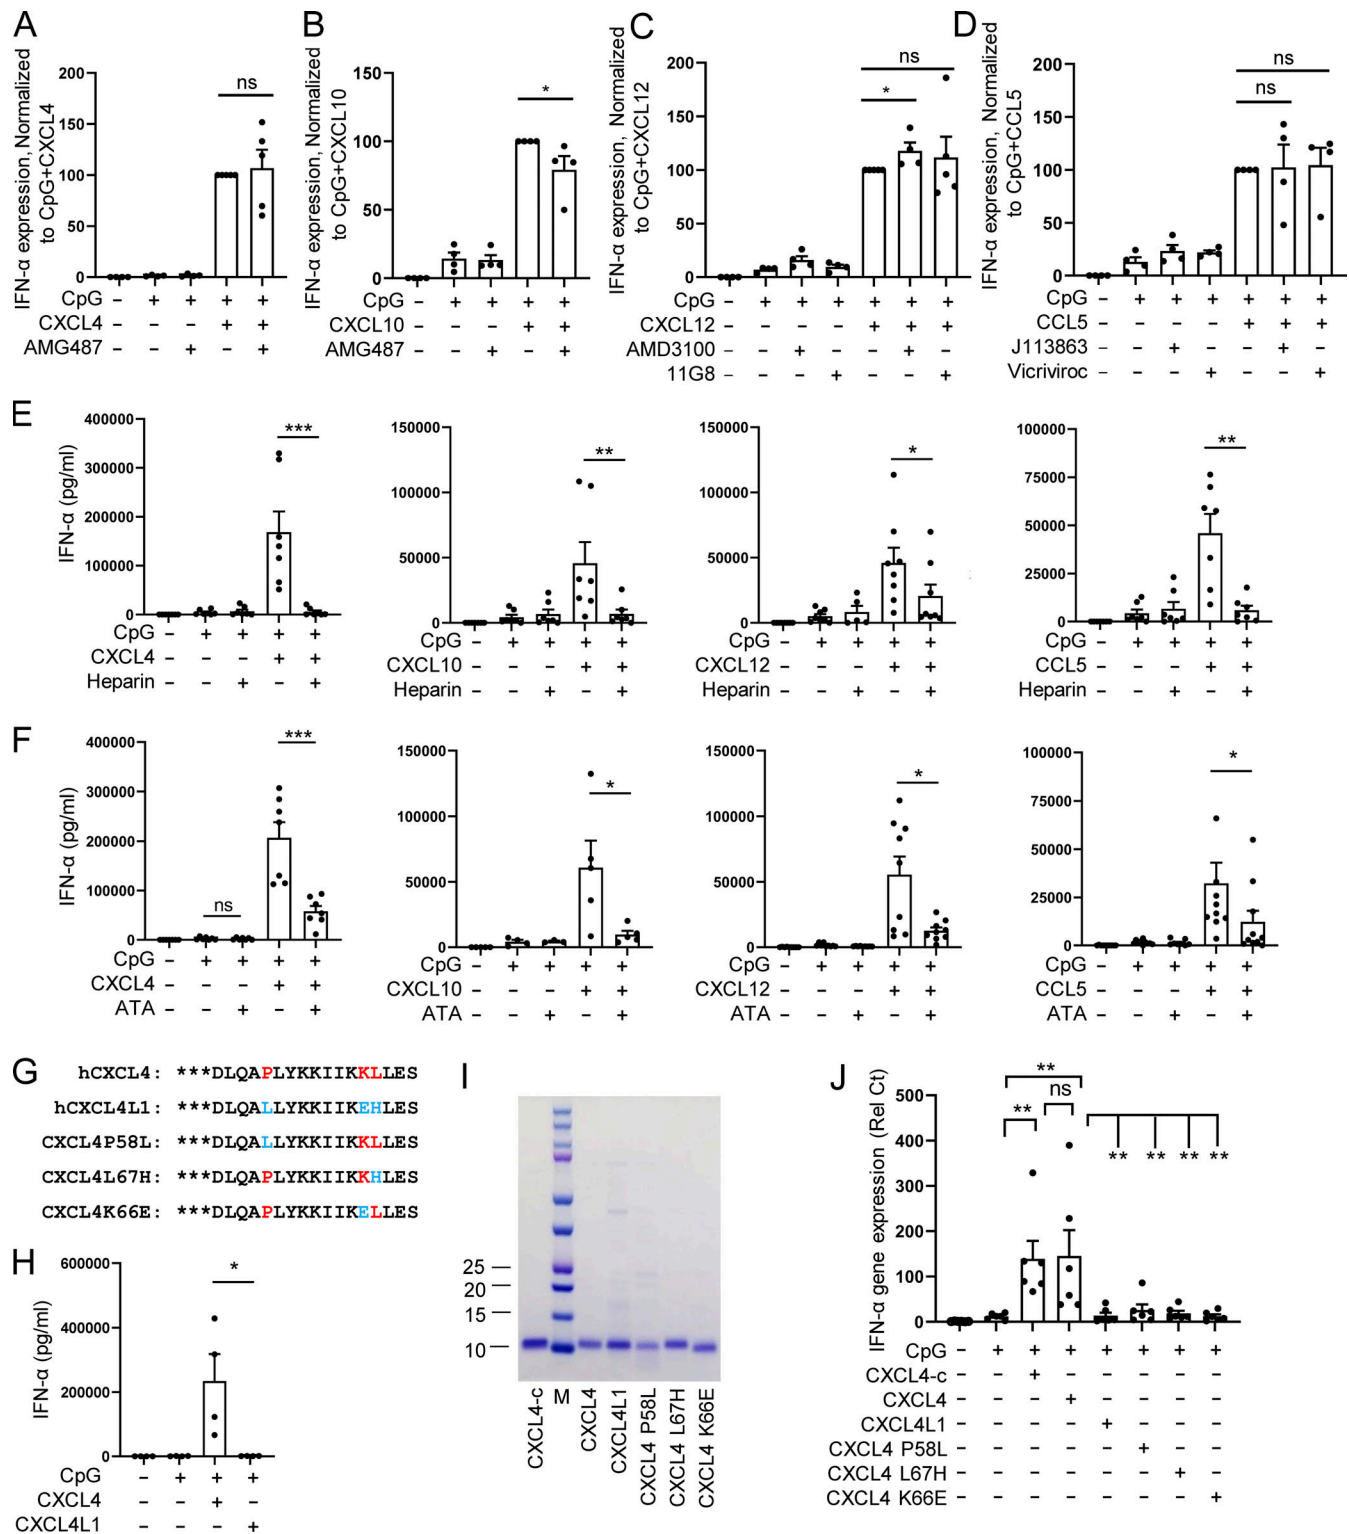 A
IFN-α expression, Normalized
to CpG+CXCL4
200
150
100
50
0
ns
CpG – + + + +
CXCL4 – – – + +
AMG487 – – + – +
B
IFN-α expression, Normalized
to CpG+CXCL10
150
100
50
0
*
CpG – + + + +
CXCL10 – – – + +
AMG487 – – + – +
C
IFN-α expression, Normalized
to CpG+CXCL12
200
150
100
50
0
ns
*
CpG – + + + + + +
CXCL12 – – – – + + +
AMD3100 – – + – – + –
11G8 – – – + – – +
D
IFN-α expression, Normalized
to CpG+CCL5
200
150
100
50
0
ns
ns
CpG – + + + + + +
CCL5 – – – – + + +
J113863 – – + – – + –
Vicriviroc – – – + – – +
E
IFN-α (pg/ml)
400000
300000
200000
100000
0
***
CpG – + + + +
CXCL4 – – – + +
Heparin – – + – +
150000
100000
50000
0
**
CpG – + + + +
CXCL10 – – – + +
Heparin – – + – +
150000
100000
50000
0
*
CpG – + + + +
CXCL12 – – – + +
Heparin – – + – +
100000
75000
50000
25000
0
**
CpG – + + + +
CCL5 – – – + +
Heparin – – + – +
F
IFN-α (pg/ml)
400000
300000
200000
100000
0
ns
***
CpG – + + + +
CXCL4 – – – + +
ATA – – + – +
150000
100000
50000
0
*
CpG – + + + +
CXCL10 – – – + +
ATA – – + – +
150000
100000
50000
0
*
CpG – + + + +
CXCL12 – – – + +
ATA – – + – +
100000
75000
50000
25000
0
*
CpG – + + + +
CCL5 – – – + +
ATA – – + – +
G
hCXCL4: ***DLQAPLYKKIIKKLLES
hCXCL4L1: ***DLQALLYKKIIKEHLES
CXCL4P58L: ***DLQALLYKKIIKKLLES
CXCL4L67H: ***DLQAPLYKKIIKKHLES
CXCL4K66E: ***DLQAPLYKKIIKELLES
H
IFN-α (pg/ml)
600000
400000
200000
0
*
CpG – + + +
CXCL4 – – + –
CXCL4L1 – – – +
I
25
20
15
10
CXCL4-c
M
CXCL4
CXCL4L1
CXCL4 P58L
CXCL4 L67H
CXCL4 K66E
J
IFN-α gene expression (Rel Ct)
500
400
300
200
100
0
**
** ns
** ** ** **
CpG – + + + + + + +
CXCL4-c – – + – – – – –
CXCL4 – – – + – – – –
CXCL4L1 – – – – + – – –
CXCL4 P58L – – – – – + – –
CXCL4 L67H – – – – – – + –
CXCL4 K66E – – – – – – – +